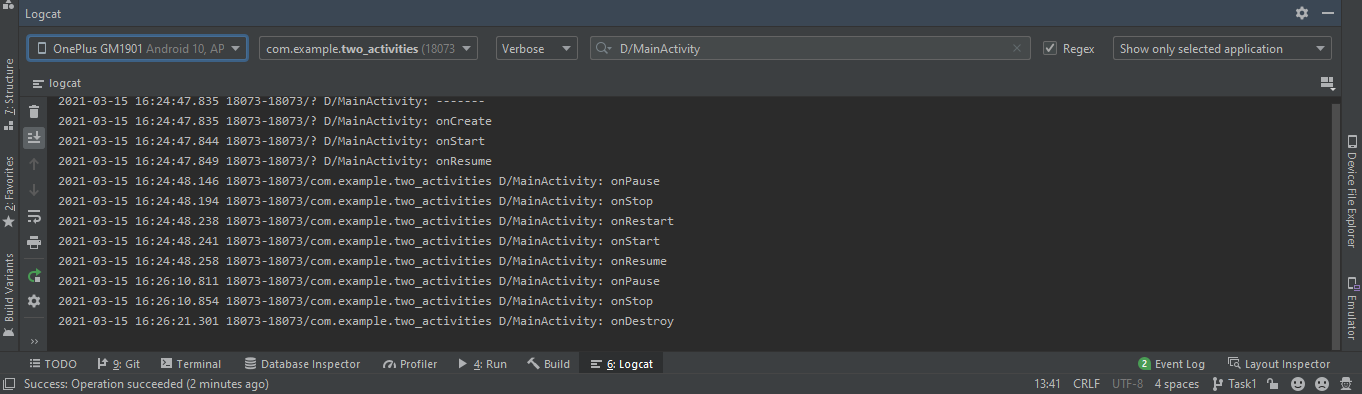 Logcat
OnePlus GM1901 Android 10, AP
com.example.two_activities (18073
Verbose
D/MainActivity
Regex
Show only selected application
logcat
2021-03-15 16:24:47.835 18073-18073/? D/MainActivity: -------
2021-03-15 16:24:47.835 18073-18073/? D/MainActivity: onCreate
2021-03-15 16:24:47.844 18073-18073/? D/MainActivity: onStart
2021-03-15 16:24:47.849 18073-18073/? D/MainActivity: onResume
2021-03-15 16:24:48.146 18073-18073/com.example.two_activities D/MainActivity: onPause
2021-03-15 16:24:48.194 18073-18073/com.example.two_activities D/MainActivity: onStop
2021-03-15 16:24:48.238 18073-18073/com.example.two_activities D/MainActivity: onRestart
2021-03-15 16:24:48.241 18073-18073/com.example.two_activities D/MainActivity: onStart
2021-03-15 16:24:48.258 18073-18073/com.example.two_activities D/MainActivity: onResume
2021-03-15 16:26:10.811 18073-18073/com.example.two_activities D/MainActivity: onPause
2021-03-15 16:26:10.854 18073-18073/com.example.two_activities D/MainActivity: onStop
2021-03-15 16:26:21.301 18073-18073/com.example.two_activities D/MainActivity: onDestroy
7: Structure
2: Favorites
Build Variants
Device File Explorer
Emulator
TODO
9: Git
Terminal
Database Inspector
Profiler
4: Run
Build
6: Logcat
2 Event Log
Layout Inspector
Success: Operation succeeded (2 minutes ago)
13:41
CRLF
UTF-8
4 spaces
Task1